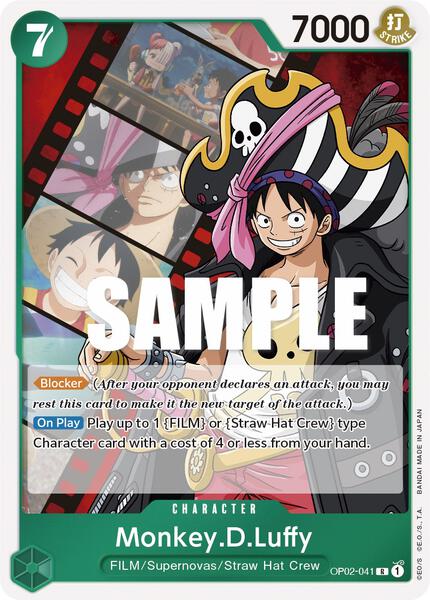 7
7000
打
STRIKE
SAMPLE
Blocker (After your opponent declares an attack, you may
rest this card to make it the new target of the attack.)
On Play Play up to 1 {FILM} or {Straw Hat Crew} type
Character card with a cost of 4 or less from your hand.
CHARACTER
Monkey.D.Luffy
FILM/Supernovas/Straw Hat Crew
OP02-041 R 1
©E.O/S ©E.O./S., T.A. BANDAI MADE IN JAPAN